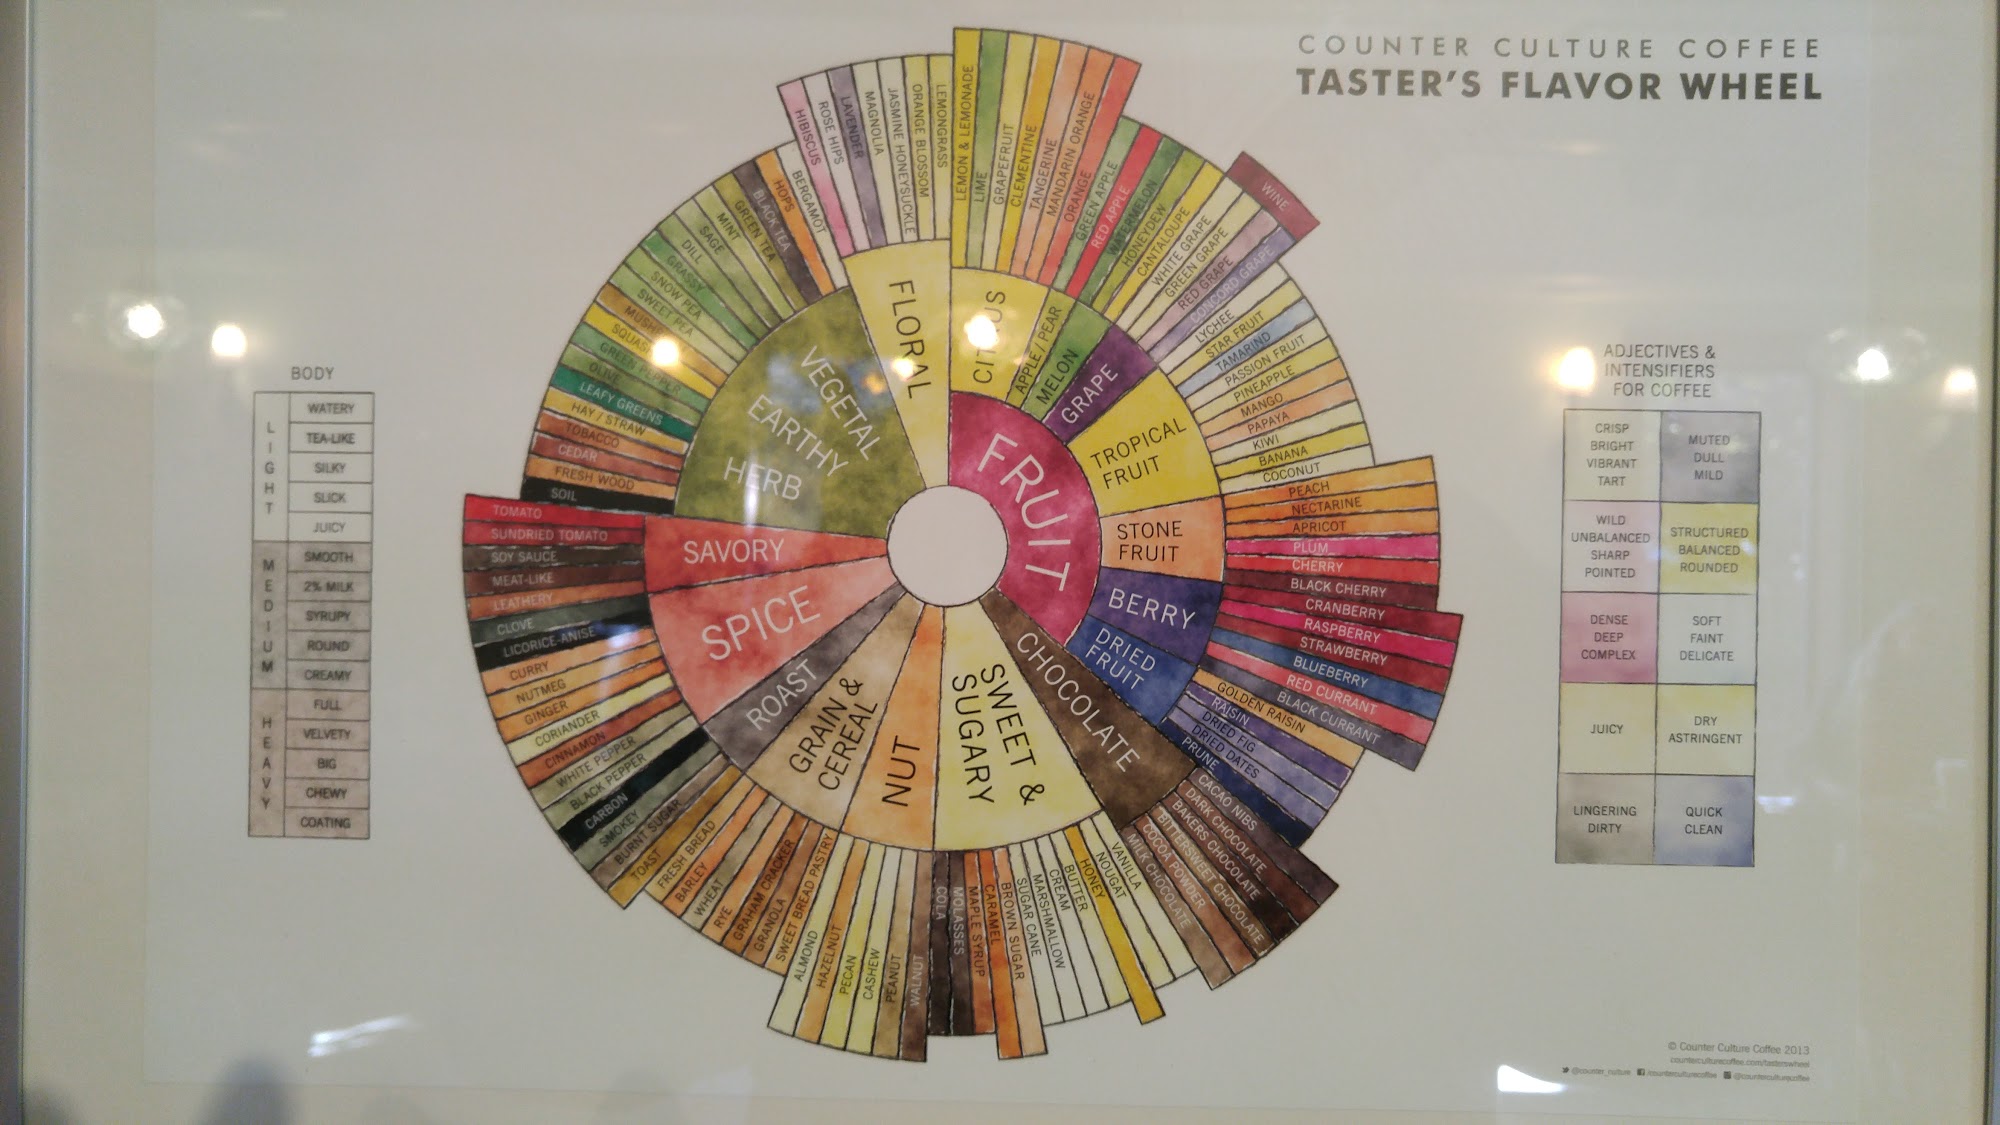 COUNTER CULTURE COFFEE
TASTER'S FLAVOR WHEEL
BODY
LIGHT
WATERY
TEA-LIKE
SILKY
SLICK
JUICY
MEDIUM
SMOOTH
2% MILK
SYRUPY
ROUND
CREAMY
HEAVY
FULL
VELVETY
BIG
CHEWY
COATING
FLORAL
HIBISCUS
ROSE HIPS
LAVENDER
MAGNOLIA
JASMINE HONEYSUCKLE
ORANGE BLOSSOM
LEMONGRASS
FRUIT
CITRUS
LEMON & LEMONADE
LIME
GRAPEFRUIT
CLEMENTINE
TANGERINE
MANDARIN ORANGE
ORANGE
APPLE / PEAR
GREEN APPLE
RED APPLE
MELON
WATERMELON
HONEYDEW
CANTALOUPE
GRAPE
WHITE GRAPE
GREEN GRAPE
RED GRAPE
CONCORD GRAPE
WINE
TROPICAL
FRUIT
LYCHEE
STAR FRUIT
TAMARIND
PASSION FRUIT
PINEAPPLE
MANGO
PAPAYA
KIWI
BANANA
COCONUT
STONE
FRUIT
PEACH
NECTARINE
APRICOT
PLUM
CHERRY
BLACK CHERRY
BERRY
CRANBERRY
RASPBERRY
STRAWBERRY
BLUEBERRY
RED CURRANT
BLACK CURRANT
DRIED
FRUIT
GOLDEN RAISIN
RAISIN
DRIED FIG
DRIED DATES
PRUNE
CHOCOLATE
CACAO NIBS
DARK CHOCOLATE
BAKERS CHOCOLATE
BITTERSWEET CHOCOLATE
COCOA POWDER
MILK CHOCOLATE
SWEET &
SUGARY
VANILLA
NOUGAT
HONEY
BUTTER
CREAM
MARSHMALLOW
SUGAR CANE
BROWN SUGAR
CARAMEL
MAPLE SYRUP
MOLASSES
COLA
NUT
WALNUT
PEANUT
CASHEW
PECAN
HAZELNUT
ALMOND
GRAIN &
CEREAL
SWEET BREAD PASTRY
GRANOLA
GRAHAM CRACKER
RYE
WHEAT
BARLEY
FRESH BREAD
ROAST
TOAST
BURNT SUGAR
SMOKEY
CARBON
SPICE
BLACK PEPPER
WHITE PEPPER
CINNAMON
CORIANDER
GINGER
NUTMEG
CURRY
LICORICE-ANISE
CLOVE
SAVORY
LEATHERY
MEAT-LIKE
SOY SAUCE
SUNDRIED TOMATO
TOMATO
VEGETAL
EARTHY
HERB
SOIL
FRESH WOOD
CEDAR
TOBACCO
HAY / STRAW
LEAFY GREENS
OLIVE
GREEN PEPPER
SWEET PEA
SNOW PEA
GRASSY
DILL
SAGE
MINT
GREEN TEA
BLACK TEA
HOPS
BERGAMOT
ADJECTIVES &
INTENSIFIERS
FOR COFFEE
CRISP
BRIGHT
VIBRANT
TART
MUTED
DULL
MILD
WILD
UNBALANCED
SHARP
POINTED
STRUCTURED
BALANCED
ROUNDED
DENSE
DEEP
COMPLEX
SOFT
FAINT
DELICATE
JUICY
DRY
ASTRINGENT
LINGERING
DIRTY
QUICK
CLEAN
© Counter Culture Coffee 2013
counterculturecoffee.com/tasterswheel
/counterculturecoffee
@counterculturecoffee